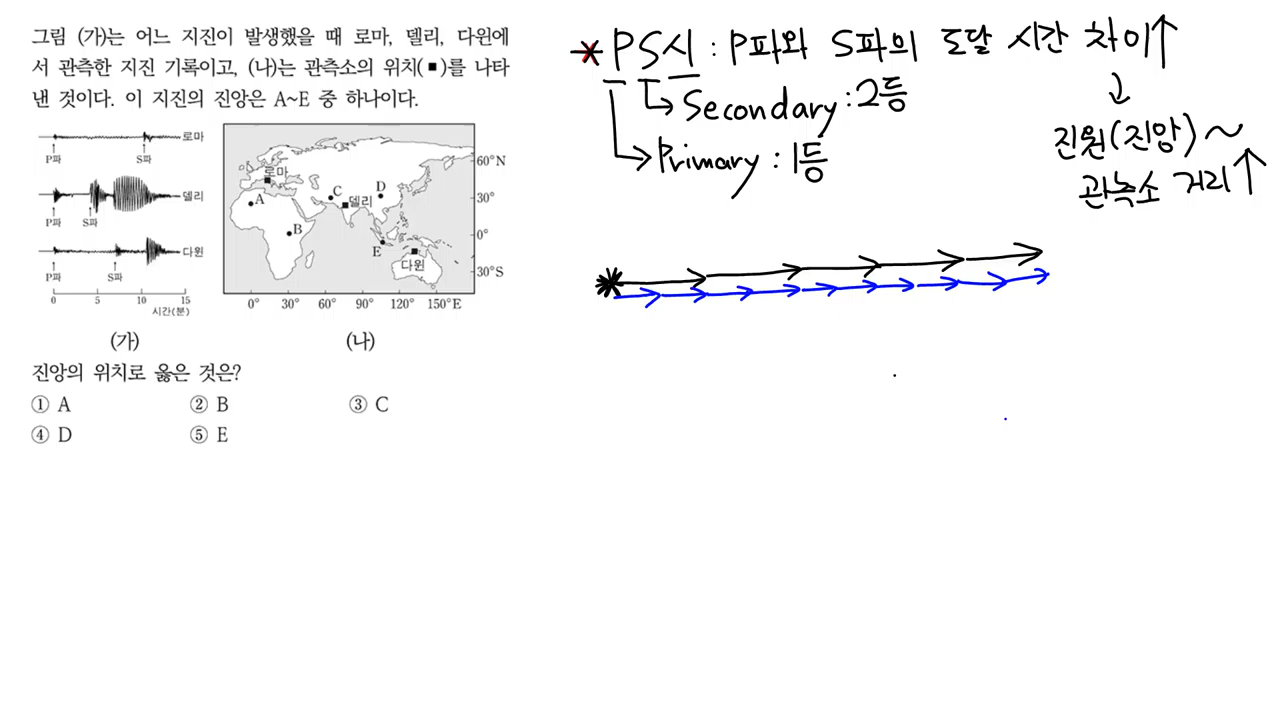 그림 (가)는 어느 지진이 발생했을 때 로마, 델리, 다윈에
서 관측한 지진 기록이고, (나)는 관측소의 위치(■)를 나타
낸 것이다. 이 지진의 진앙은 A~E 중 하나이다.
로마
P파 S파
델리
P파 S파
다윈
P파 S파
0 5 10 15
시간(분)
(가)
로마
A
B
C
델리
D
E
다윈
60°N
30°
0°
30°S
0° 30° 60° 90° 120° 150°E
(나)
진앙의 위치로 옳은 것은?
① A ② B ③ C
④ D ⑤ E
* PS시 : P파와 S파의 도달 시간 차이↑
↳ Secondary : 2등
↳ Primary : 1등
↓
진원(진앙) ~
관측소 거리↑